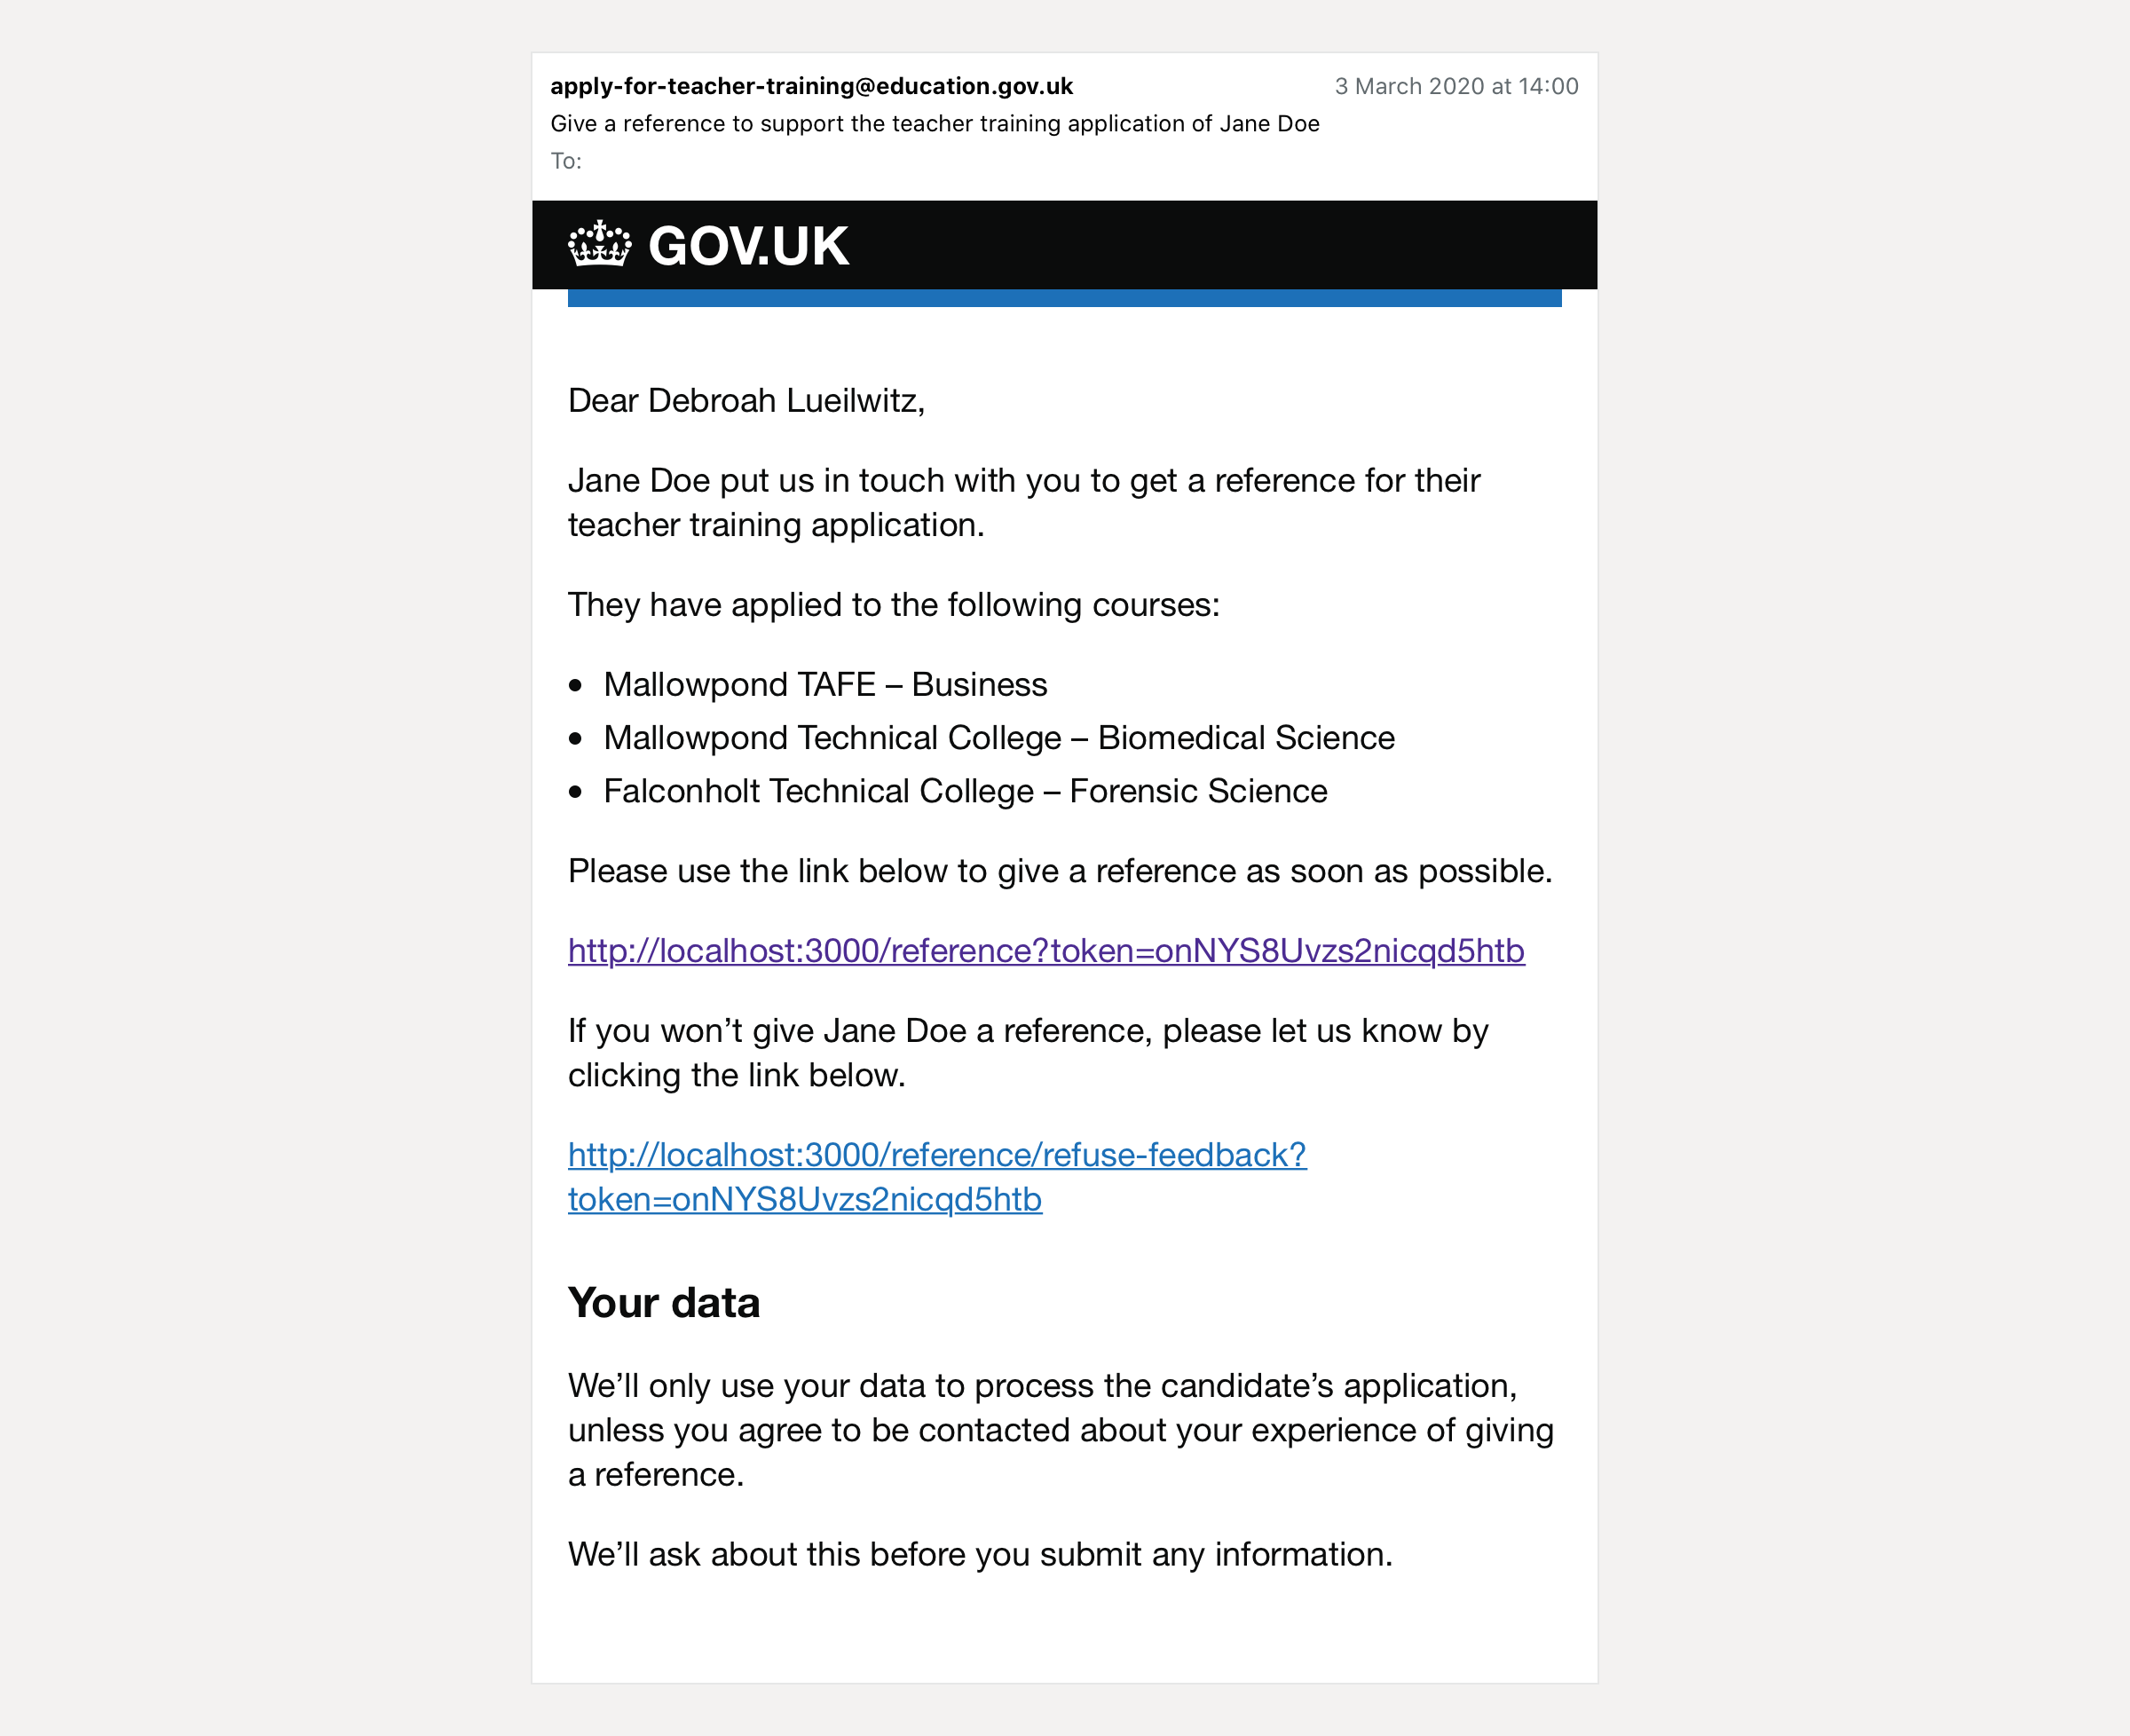 apply-for-teacher-training@education.gov.uk 3 March 2020 at 14:00
Give a reference to support the teacher training application of Jane Doe
To:
GOV.UK
Dear Debroah Lueilwitz,
Jane Doe put us in touch with you to get a reference for their
teacher training application.
They have applied to the following courses:
• Mallowpond TAFE – Business
• Mallowpond Technical College – Biomedical Science
• Falconholt Technical College – Forensic Science
Please use the link below to give a reference as soon as possible.
http://localhost:3000/reference?token=onNYS8Uvzs2nicqd5htb
If you won’t give Jane Doe a reference, please let us know by
clicking the link below.
http://localhost:3000/reference/refuse-feedback?
token=onNYS8Uvzs2nicqd5htb
Your data
We’ll only use your data to process the candidate’s application,
unless you agree to be contacted about your experience of giving
a reference.
We’ll ask about this before you submit any information.